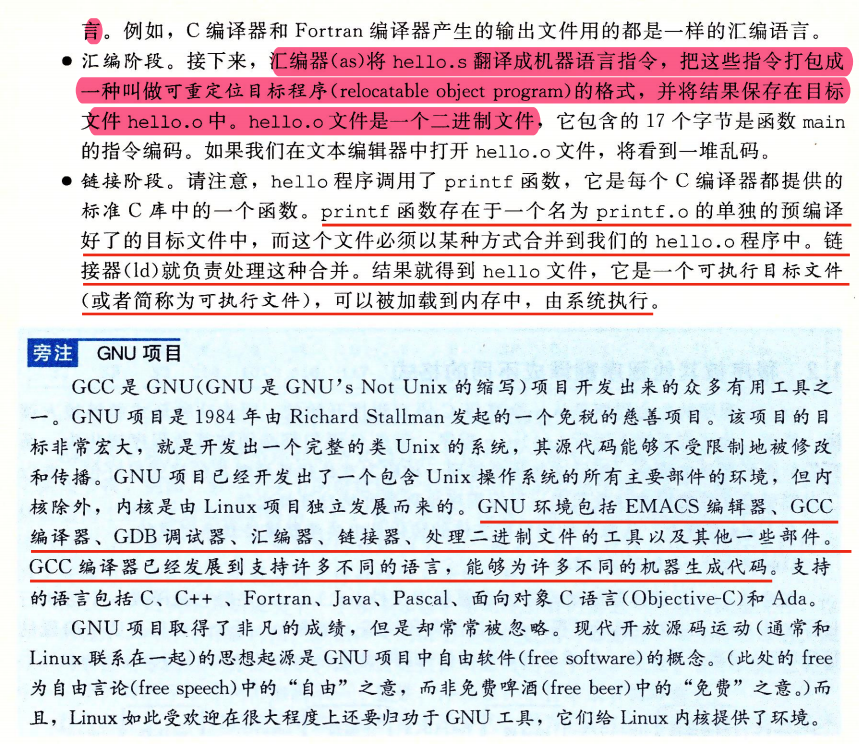 言。例如，C 编译器和 Fortran 编译器产生的输出文件用的都是一样的汇编语言。
● 汇编阶段。接下来，汇编器(as)将 hello.s 翻译成机器语言指令，把这些指令打包成
一种叫做可重定位目标程序(relocatable object program)的格式，并将结果保存在目标
文件 hello.o 中。hello.o 文件是一个二进制文件，它包含的 17 个字节是函数 main
的指令编码。如果我们在文本编辑器中打开 hello.o 文件，将看到一堆乱码。
● 链接阶段。请注意，hello 程序调用了 printf 函数，它是每个 C 编译器都提供的
标准 C 库中的一个函数。printf 函数存在于一个名为 printf.o 的单独的预编译
好了的目标文件中，而这个文件必须以某种方式合并到我们的 hello.o 程序中。链
接器(ld)就负责处理这种合并。结果就得到 hello 文件，它是一个可执行目标文件
(或者简称为可执行文件)，可以被加载到内存中，由系统执行。
旁注 GNU 项目
GCC 是 GNU(GNU 是 GNU's Not Unix 的缩写)项目开发出来的众多有用工具之
一。GNU 项目是 1984 年由 Richard Stallman 发起的一个免税的慈善项目。该项目的目
标非常宏大，就是开发出一个完整的类 Unix 的系统，其源代码能够不受限制地被修改
和传播。GNU 项目已经开发出了一个包含 Unix 操作系统的所有主要部件的环境，但内
核除外，内核是由 Linux 项目独立发展而来的。GNU 环境包括 EMACS 编辑器、GCC
编译器、GDB 调试器、汇编器、链接器、处理二进制文件的工具以及其他一些部件。
GCC 编译器已经发展到支持许多不同的语言，能够为许多不同的机器生成代码。支持
的语言包括 C、C++ 、Fortran、Java、Pascal、面向对象 C 语言(Objective-C)和 Ada。
GNU 项目取得了非凡的成绩，但是却常常被忽略。现代开放源码运动(通常和
Linux 联系在一起)的思想起源是 GNU 项目中自由软件(free software)的概念。(此处的 free
为自由言论(free speech)中的“自由”之意，而非免费啤酒(free beer)中的“免费”之意。)而
且，Linux 如此受欢迎在很大程度上还要归功于 GNU 工具，它们给 Linux 内核提供了环境。